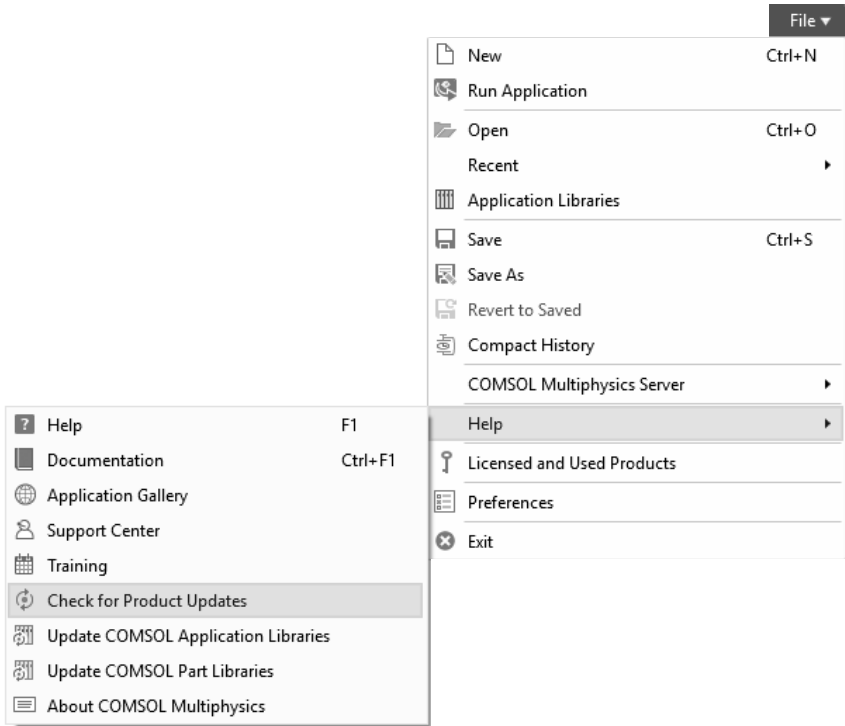 File
New Ctrl+N
Run Application
Open Ctrl+O
Recent
Application Libraries
Save Ctrl+S
Save As
Revert to Saved
Compact History
COMSOL Multiphysics Server
Help
Licensed and Used Products
Preferences
Exit
Help F1
Documentation Ctrl+F1
Application Gallery
Support Center
Training
Check for Product Updates
Update COMSOL Application Libraries
Update COMSOL Part Libraries
About COMSOL Multiphysics